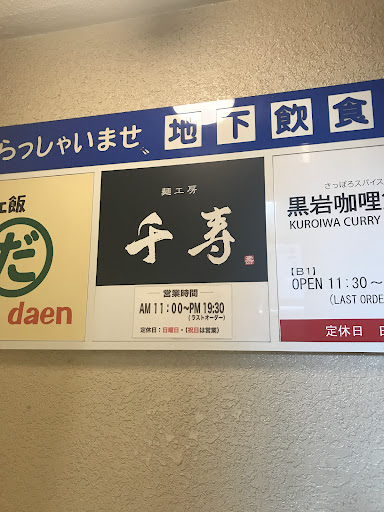 らっしゃいませ 地下飲食
飯
だ
daen
麺工房
千寿
営業時間
AM 11:00～PM 19:30
(ラストオーダー)
定休日:日曜日・(祝日は営業)
さっぽろスパイス
黒岩咖喱
KUROIWA CURRY
【B1】
OPEN 11:30～
(LAST ORDE
定休日